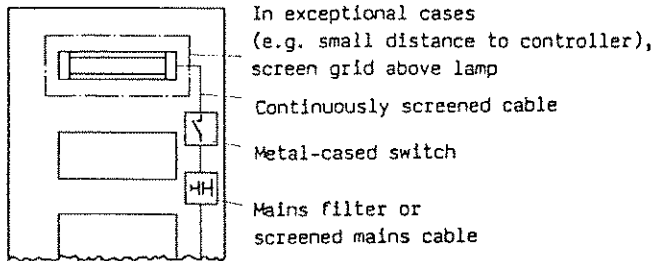 In exceptional cases
(e.g. small distance to controller),
screen grid above lamp
Continuously screened cable
Metal-cased switch
Mains filter or
screened mains cable